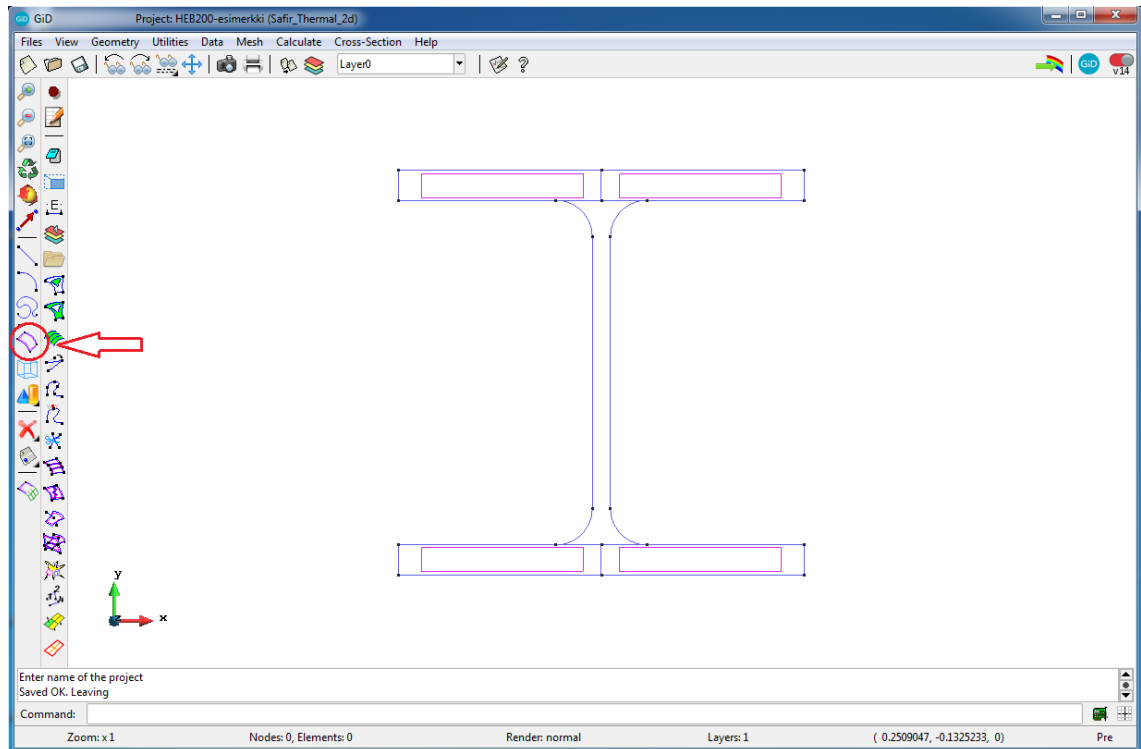 GiD Project: HEB200-esimerkki (Safir_Thermal_2d)
Files View Geometry Utilities Data Mesh Calculate Cross-Section Help
Layer0 GiD v14
:E:
y
z x
Enter name of the project
Saved OK. Leaving
Command:
Zoom: x 1 Nodes: 0, Elements: 0 Render: normal Layers: 1 ( 0.2509047, -0.1325233, 0) Pre